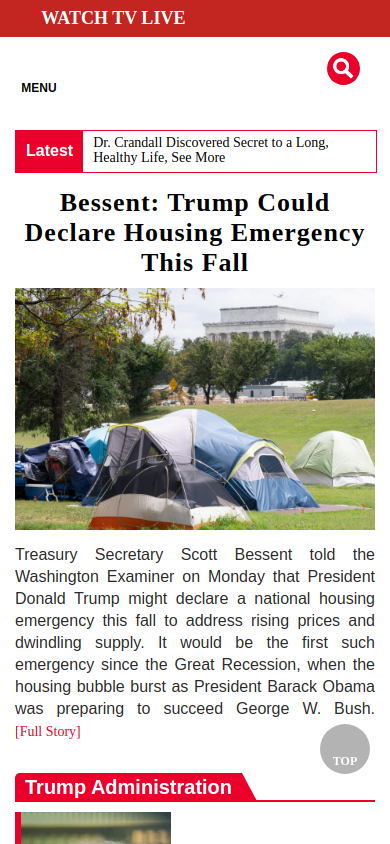 WATCH TV LIVE
MENU
Latest
Dr. Crandall Discovered Secret to a Long,
Healthy Life, See More
Bessent: Trump Could
Declare Housing Emergency
This Fall
Treasury Secretary Scott Bessent told the
Washington Examiner on Monday that President
Donald Trump might declare a national housing
emergency this fall to address rising prices and
dwindling supply. It would be the first such
emergency since the Great Recession, when the
housing bubble burst as President Barack Obama
was preparing to succeed George W. Bush.
[Full Story]
TOP
Trump Administration